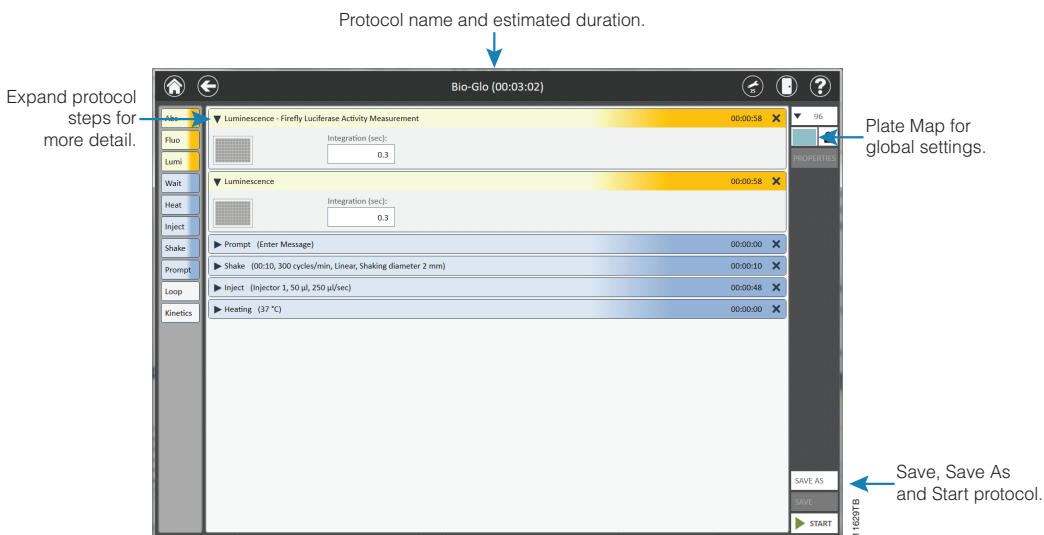 Protocol name and estimated duration.
Expand protocol
steps for
more detail.
Bio-Glo (00:03:02)
25
?
Abs
Fluo
Lumi
Wait
Heat
Inject
Shake
Prompt
Loop
Kinetics
Luminescence - Firefly Luciferase Activity Measurement 00:00:58
Integration (sec):
0.3
Luminescence 00:00:58
Integration (sec):
0.3
Prompt (Enter Message) 00:00:00
Shake (00:10, 300 cycles/min, Linear, Shaking diameter 2 mm) 00:00:10
Inject (Injector 1, 50 µl, 250 µl/sec) 00:00:48
Heating (37 °C) 00:00:00
96
PROPERTIES
Plate Map for
global settings.
SAVE AS
SAVE
START
Save, Save As
and Start protocol.
11629TB